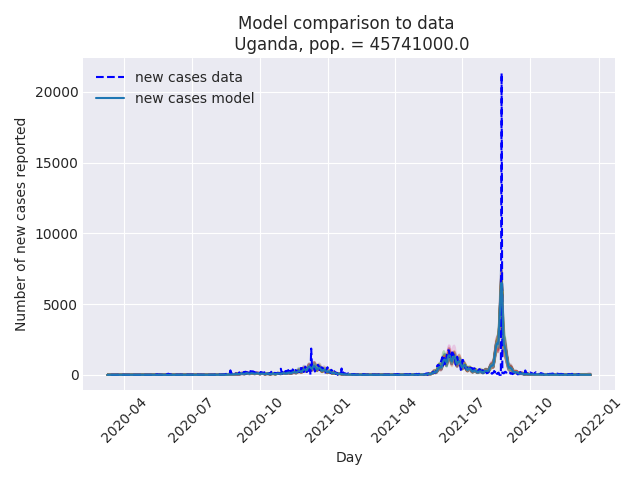 Model comparison to data
Uganda, pop. = 45741000.0
new cases data
new cases model
Number of new cases reported
20000
15000
10000
5000
0
2020-04
2020-07
2020-10
2021-01
2021-04
2021-07
2021-10
2022-01
Day